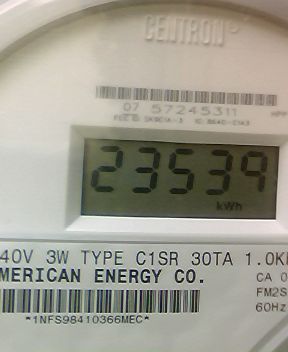 CENTRON
07 57245311
23539
kWh
40V 3W TYPE C1SR 30TA 1.0K
MERICAN ENERGY CO.
CA 0
FM2S
60Hz
*1NFS98410366MEC*